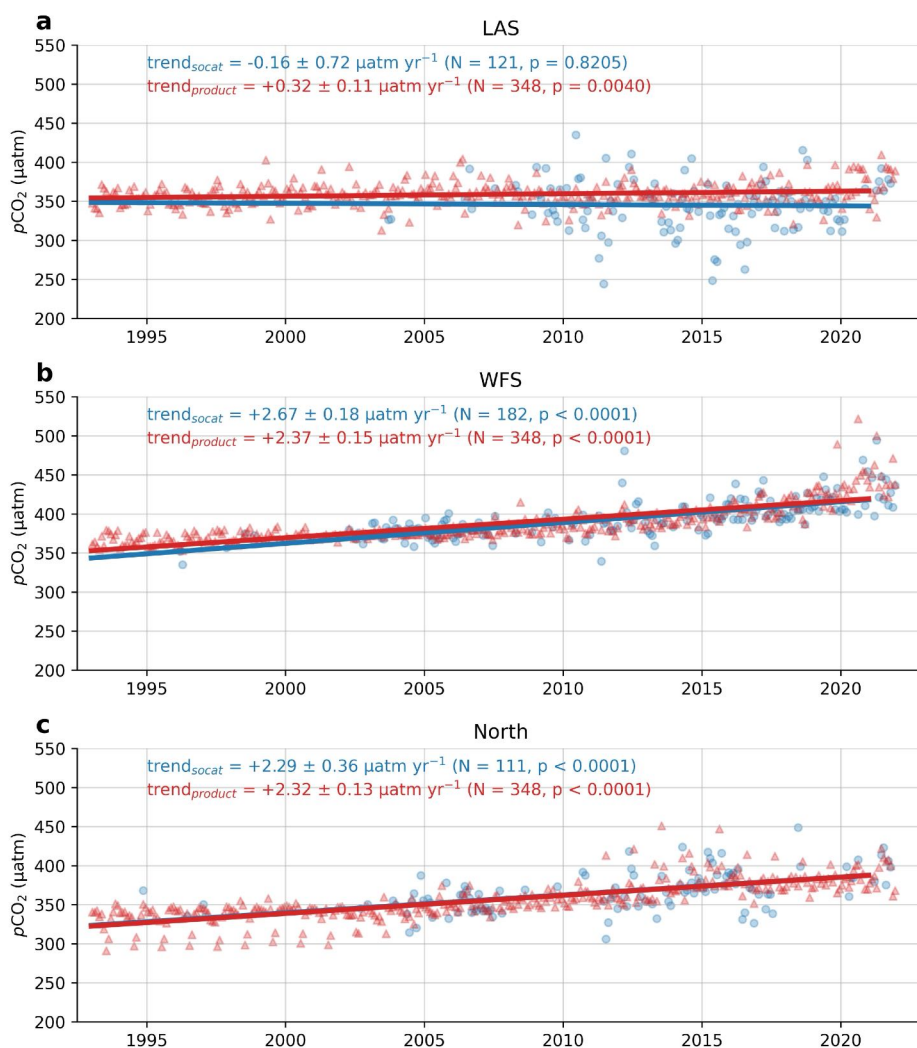 a
LAS
trendsocat = -0.16 ± 0.72 µatm yr⁻¹ (N = 121, p = 0.8205)
trendproduct = +0.32 ± 0.11 µatm yr⁻¹ (N = 348, p = 0.0040)
pCO₂ (µatm)
550
500
450
400
350
300
250
200
1995 2000 2005 2010 2015 2020
b
WFS
trendsocat = +2.67 ± 0.18 µatm yr⁻¹ (N = 182, p < 0.0001)
trendproduct = +2.37 ± 0.15 µatm yr⁻¹ (N = 348, p < 0.0001)
pCO₂ (µatm)
550
500
450
400
350
300
250
200
1995 2000 2005 2010 2015 2020
c
North
trendsocat = +2.29 ± 0.36 µatm yr⁻¹ (N = 111, p < 0.0001)
trendproduct = +2.32 ± 0.13 µatm yr⁻¹ (N = 348, p < 0.0001)
pCO₂ (µatm)
550
500
450
400
350
300
250
200
1995 2000 2005 2010 2015 2020